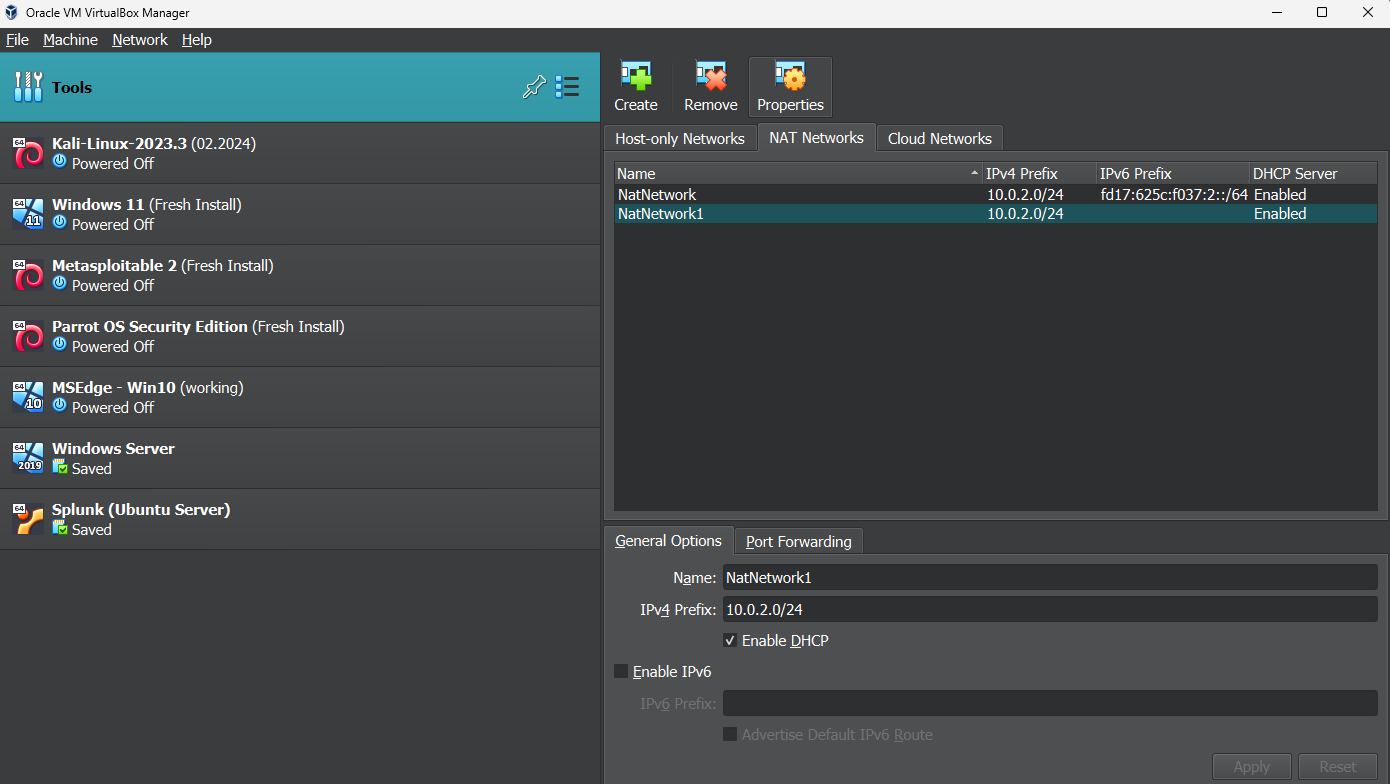 Oracle VM VirtualBox Manager
File Machine Network Help
Tools
64
Kali-Linux-2023.3 (02.2024)
Powered Off
64
11
Windows 11 (Fresh Install)
Powered Off
64
Metasploitable 2 (Fresh Install)
Powered Off
64
Parrot OS Security Edition (Fresh Install)
Powered Off
64
10
MSEdge - Win10 (working)
Powered Off
64
2019
Windows Server
Saved
64
Splunk (Ubuntu Server)
Saved
Create Remove Properties
Host-only Networks NAT Networks Cloud Networks
Name IPv4 Prefix IPv6 Prefix DHCP Server
NatNetwork 10.0.2.0/24 fd17:625c:f037:2::/64 Enabled
NatNetwork1 10.0.2.0/24 Enabled
General Options Port Forwarding
Name: NatNetwork1
IPv4 Prefix: 10.0.2.0/24
Enable DHCP
Enable IPv6
IPv6 Prefix:
Advertise Default IPv6 Route
Apply Reset